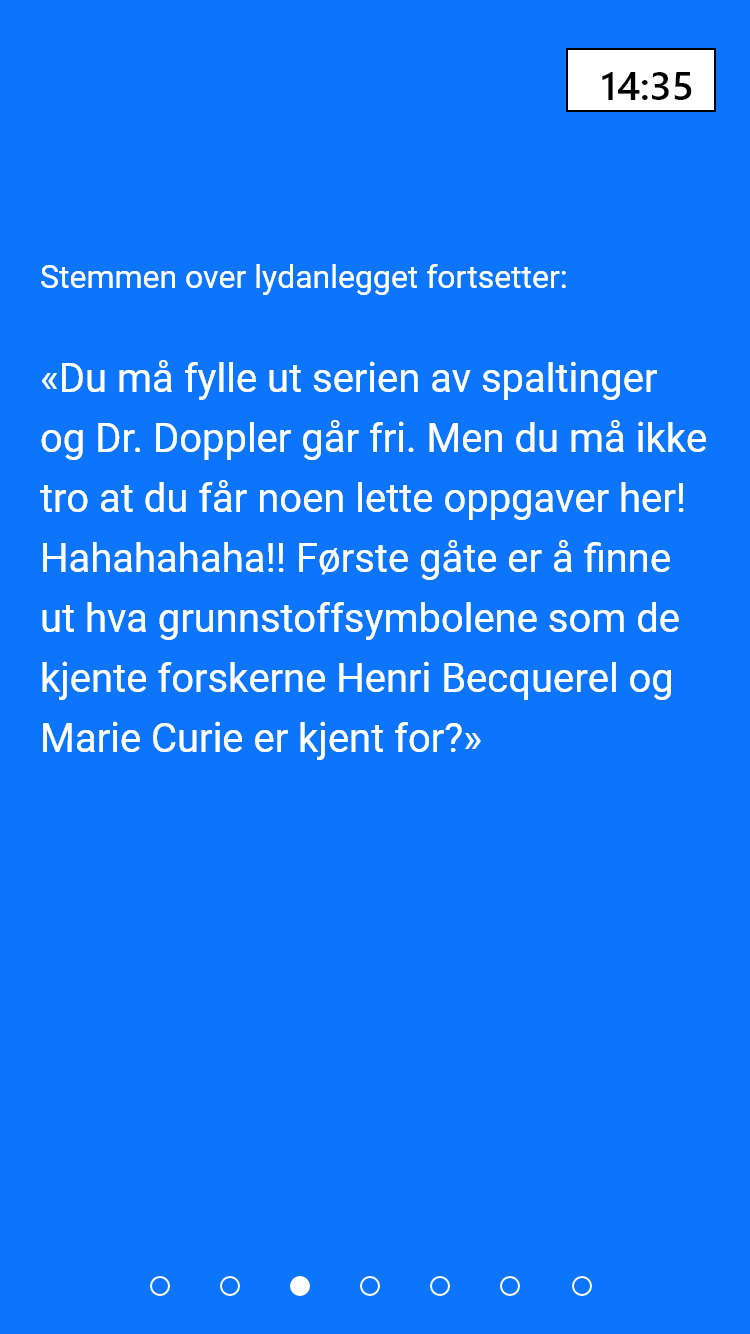 14:35
Stemmen over lydanlegget fortsetter:
«Du må fylle ut serien av spaltinger
og Dr. Doppler går fri. Men du må ikke
tro at du får noen lette oppgaver her!
Hahahahaha!! Første gåte er å finne
ut hva grunnstoffsymbolene som de
kjente forskerne Henri Becquerel og
Marie Curie er kjent for?»